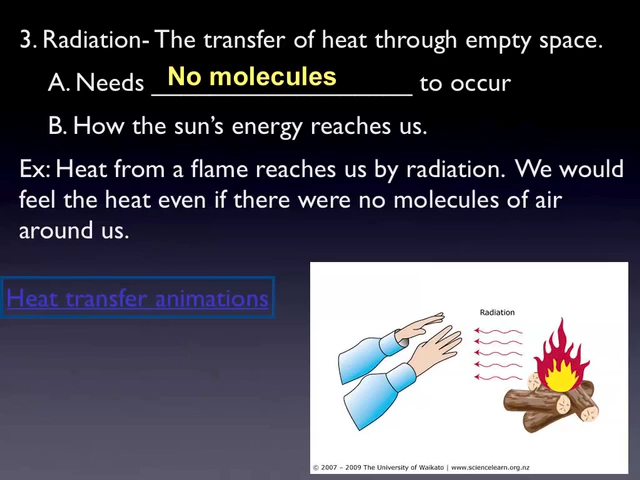 3. Radiation- The transfer of heat through empty space.
A. Needs No molecules to occur
B. How the sun's energy reaches us.
Ex: Heat from a flame reaches us by radiation. We would
feel the heat even if there were no molecules of air
around us.
Heat transfer animations
Radiation
© 2007 – 2009 The University of Waikato | www.sciencelearn.org.nz